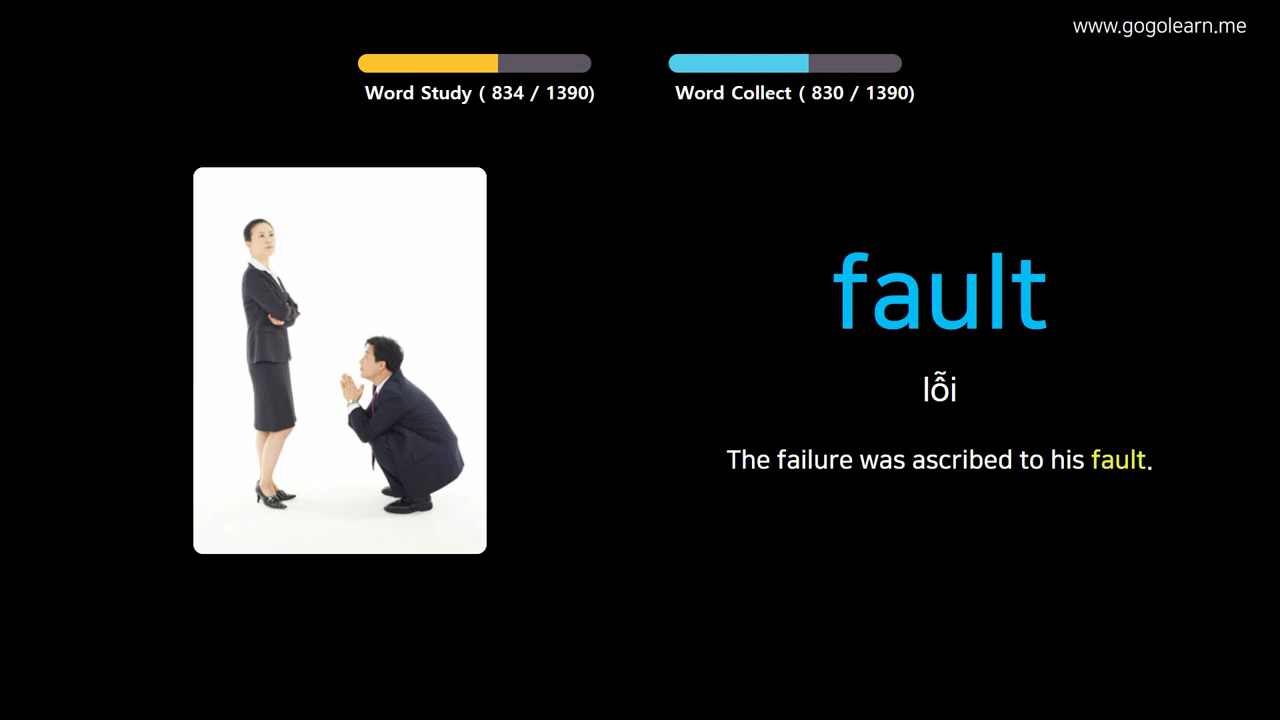 www.gogolearn.me
Word Study ( 834 / 1390)
Word Collect ( 830 / 1390)
fault
lỗi
The failure was ascribed to his fault.